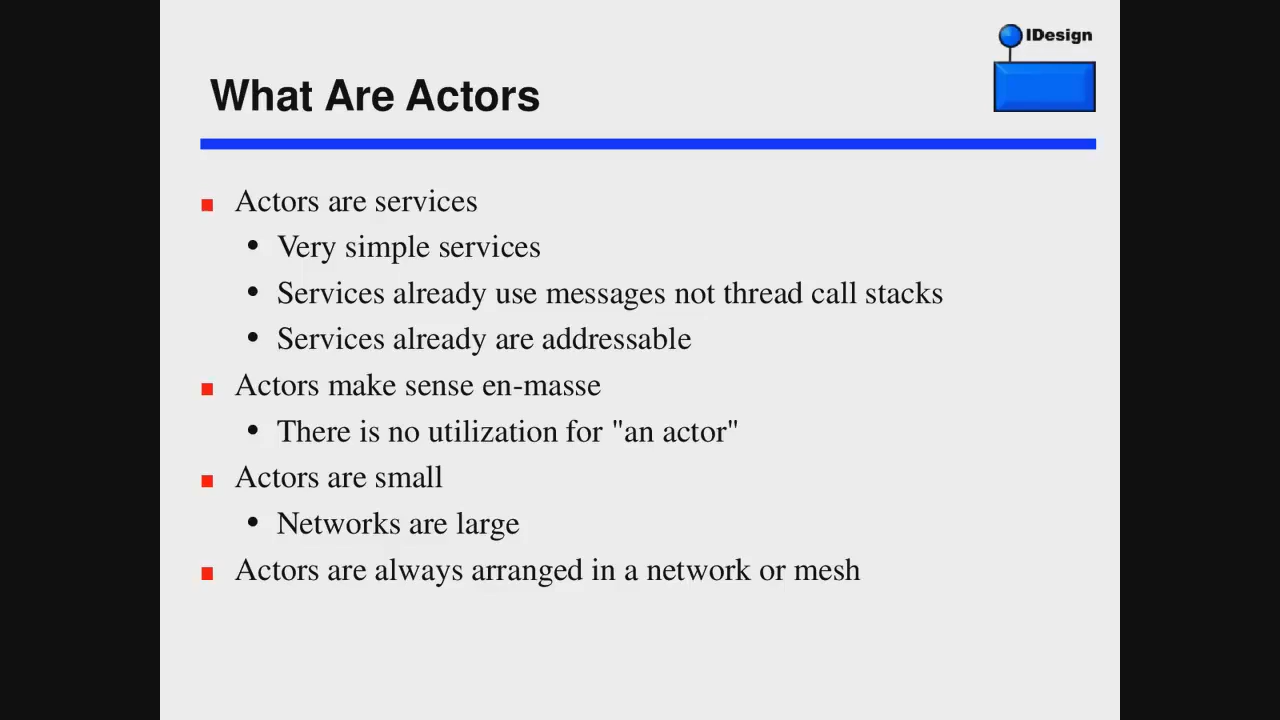 IDesign
What Are Actors
Actors are services
Very simple services
Services already use messages not thread call stacks
Services already are addressable
Actors make sense en-masse
There is no utilization for "an actor"
Actors are small
Networks are large
Actors are always arranged in a network or mesh